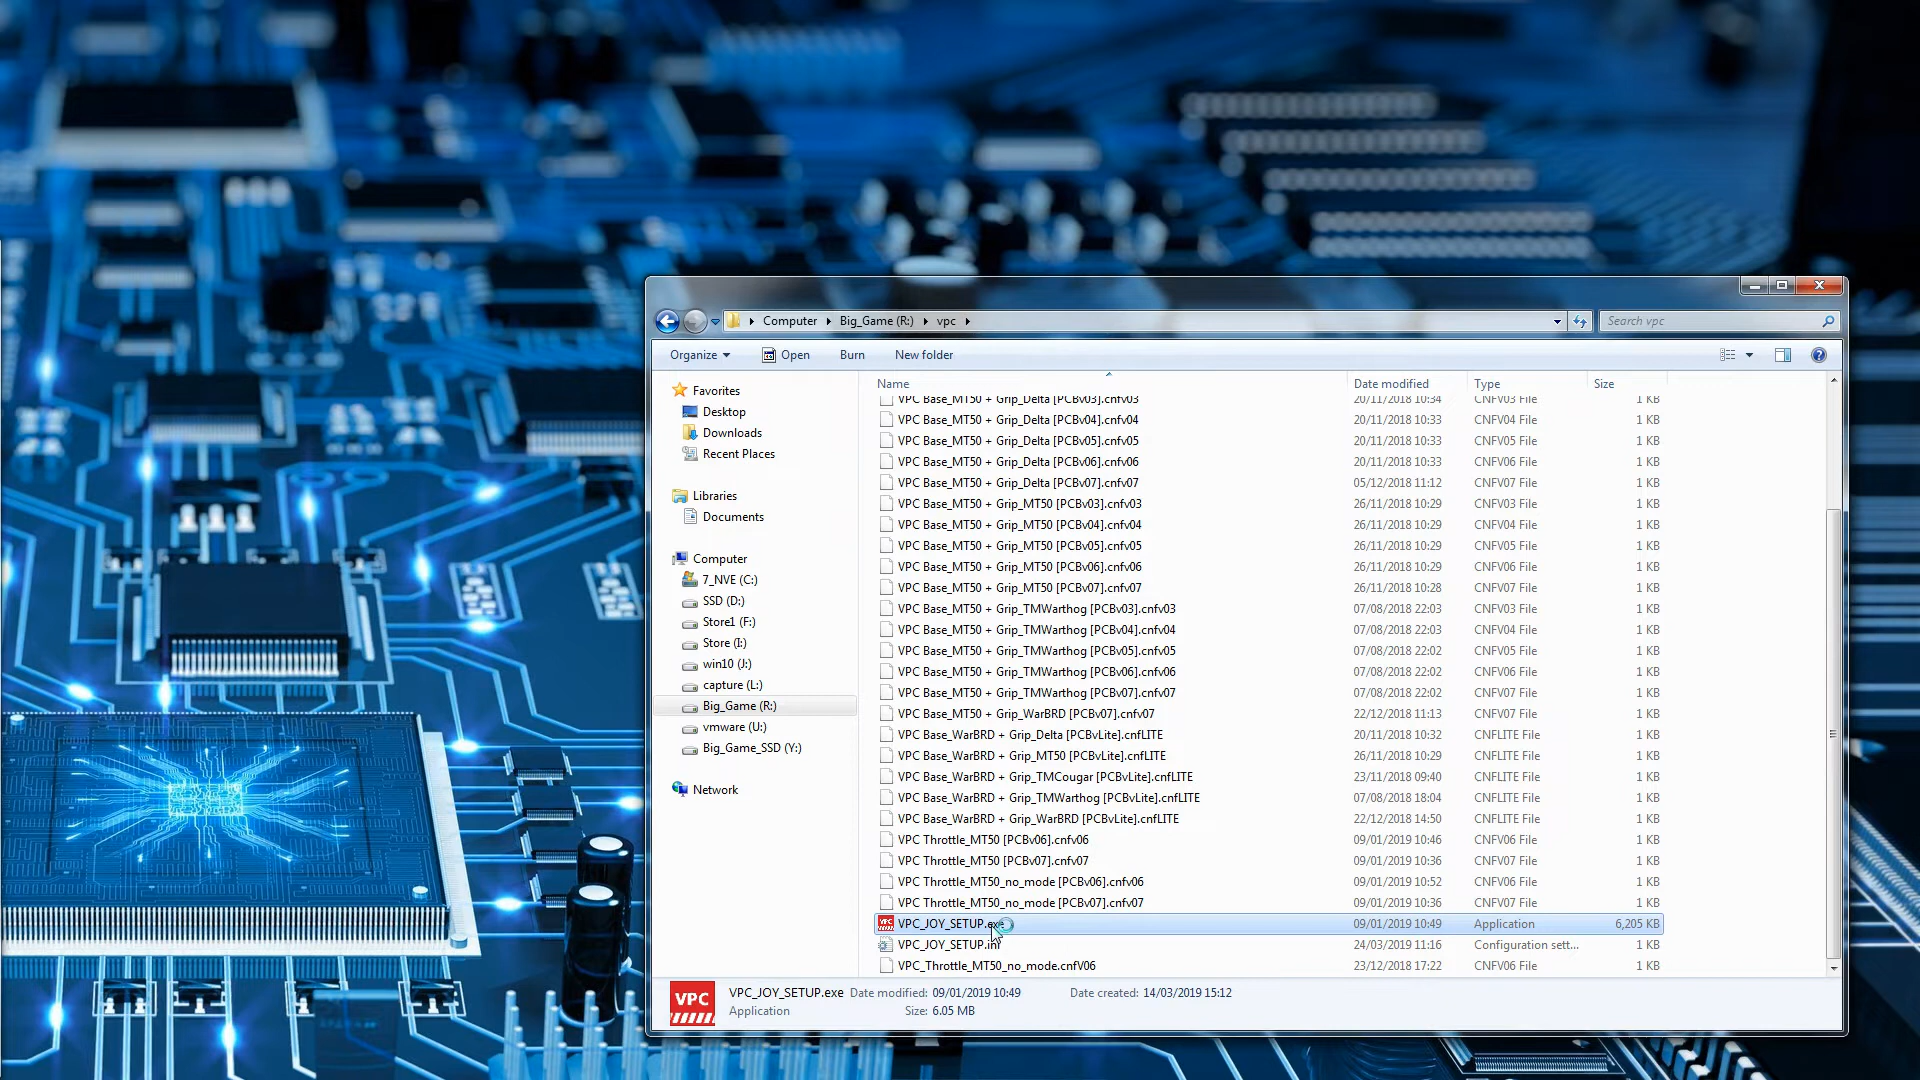 Computer Big_Game (R:) vpc
Search vpc
Organize Open Burn New folder
Favorites
Desktop
Downloads
Recent Places
Libraries
Documents
Computer
7_NVE (C:)
SSD (D:)
Store1 (F:)
Store (I:)
win10 (J:)
capture (L:)
Big_Game (R:)
vmware (U:)
Big_Game_SSD (Y:)
Network
Name Date modified Type Size
VPC Base_MT50 + Grip_Delta [PCBv03].cnfv03 20/11/2018 10:34 CNFV03 File 1 KB
VPC Base_MT50 + Grip_Delta [PCBv04].cnfv04 20/11/2018 10:33 CNFV04 File 1 KB
VPC Base_MT50 + Grip_Delta [PCBv05].cnfv05 20/11/2018 10:33 CNFV05 File 1 KB
VPC Base_MT50 + Grip_Delta [PCBv06].cnfv06 20/11/2018 10:33 CNFV06 File 1 KB
VPC Base_MT50 + Grip_Delta [PCBv07].cnfv07 05/12/2018 11:12 CNFV07 File 1 KB
VPC Base_MT50 + Grip_MT50 [PCBv03].cnfv03 26/11/2018 10:29 CNFV03 File 1 KB
VPC Base_MT50 + Grip_MT50 [PCBv04].cnfv04 26/11/2018 10:29 CNFV04 File 1 KB
VPC Base_MT50 + Grip_MT50 [PCBv05].cnfv05 26/11/2018 10:29 CNFV05 File 1 KB
VPC Base_MT50 + Grip_MT50 [PCBv06].cnfv06 26/11/2018 10:29 CNFV06 File 1 KB
VPC Base_MT50 + Grip_MT50 [PCBv07].cnfv07 26/11/2018 10:28 CNFV07 File 1 KB
VPC Base_MT50 + Grip_TMWarthog [PCBv03].cnfv03 07/08/2018 22:03 CNFV03 File 1 KB
VPC Base_MT50 + Grip_TMWarthog [PCBv04].cnfv04 07/08/2018 22:03 CNFV04 File 1 KB
VPC Base_MT50 + Grip_TMWarthog [PCBv05].cnfv05 07/08/2018 22:02 CNFV05 File 1 KB
VPC Base_MT50 + Grip_TMWarthog [PCBv06].cnfv06 07/08/2018 22:02 CNFV06 File 1 KB
VPC Base_MT50 + Grip_TMWarthog [PCBv07].cnfv07 07/08/2018 22:02 CNFV07 File 1 KB
VPC Base_MT50 + Grip_WarBRD [PCBv07].cnfv07 22/12/2018 11:13 CNFV07 File 1 KB
VPC Base_WarBRD + Grip_Delta [PCBvLite].cnfLITE 20/11/2018 10:32 CNFLITE File 1 KB
VPC Base_WarBRD + Grip_MT50 [PCBvLite].cnfLITE 26/11/2018 10:29 CNFLITE File 1 KB
VPC Base_WarBRD + Grip_TMCougar [PCBvLite].cnfLITE 23/11/2018 09:40 CNFLITE File 1 KB
VPC Base_WarBRD + Grip_TMWarthog [PCBvLite].cnfLITE 07/08/2018 18:04 CNFLITE File 1 KB
VPC Base_WarBRD + Grip_WarBRD [PCBvLite].cnfLITE 22/12/2018 14:50 CNFLITE File 1 KB
VPC Throttle_MT50 [PCBv06].cnfv06 09/01/2019 10:46 CNFV06 File 1 KB
VPC Throttle_MT50 [PCBv07].cnfv07 09/01/2019 10:36 CNFV07 File 1 KB
VPC Throttle_MT50_no_mode [PCBv06].cnfv06 09/01/2019 10:52 CNFV06 File 1 KB
VPC Throttle_MT50_no_mode [PCBv07].cnfv07 09/01/2019 10:36 CNFV07 File 1 KB
VPC_JOY_SETUP.exe 09/01/2019 10:49 Application 6,205 KB
VPC_JOY_SETUP.ini 24/03/2019 11:16 Configuration sett... 1 KB
VPC_Throttle_MT50_no_mode.cnfV06 23/12/2018 17:22 CNFV06 File 1 KB
VPC VPC_JOY_SETUP.exe Date modified: 09/01/2019 10:49 Date created: 14/03/2019 15:12
Application Size: 6.05 MB